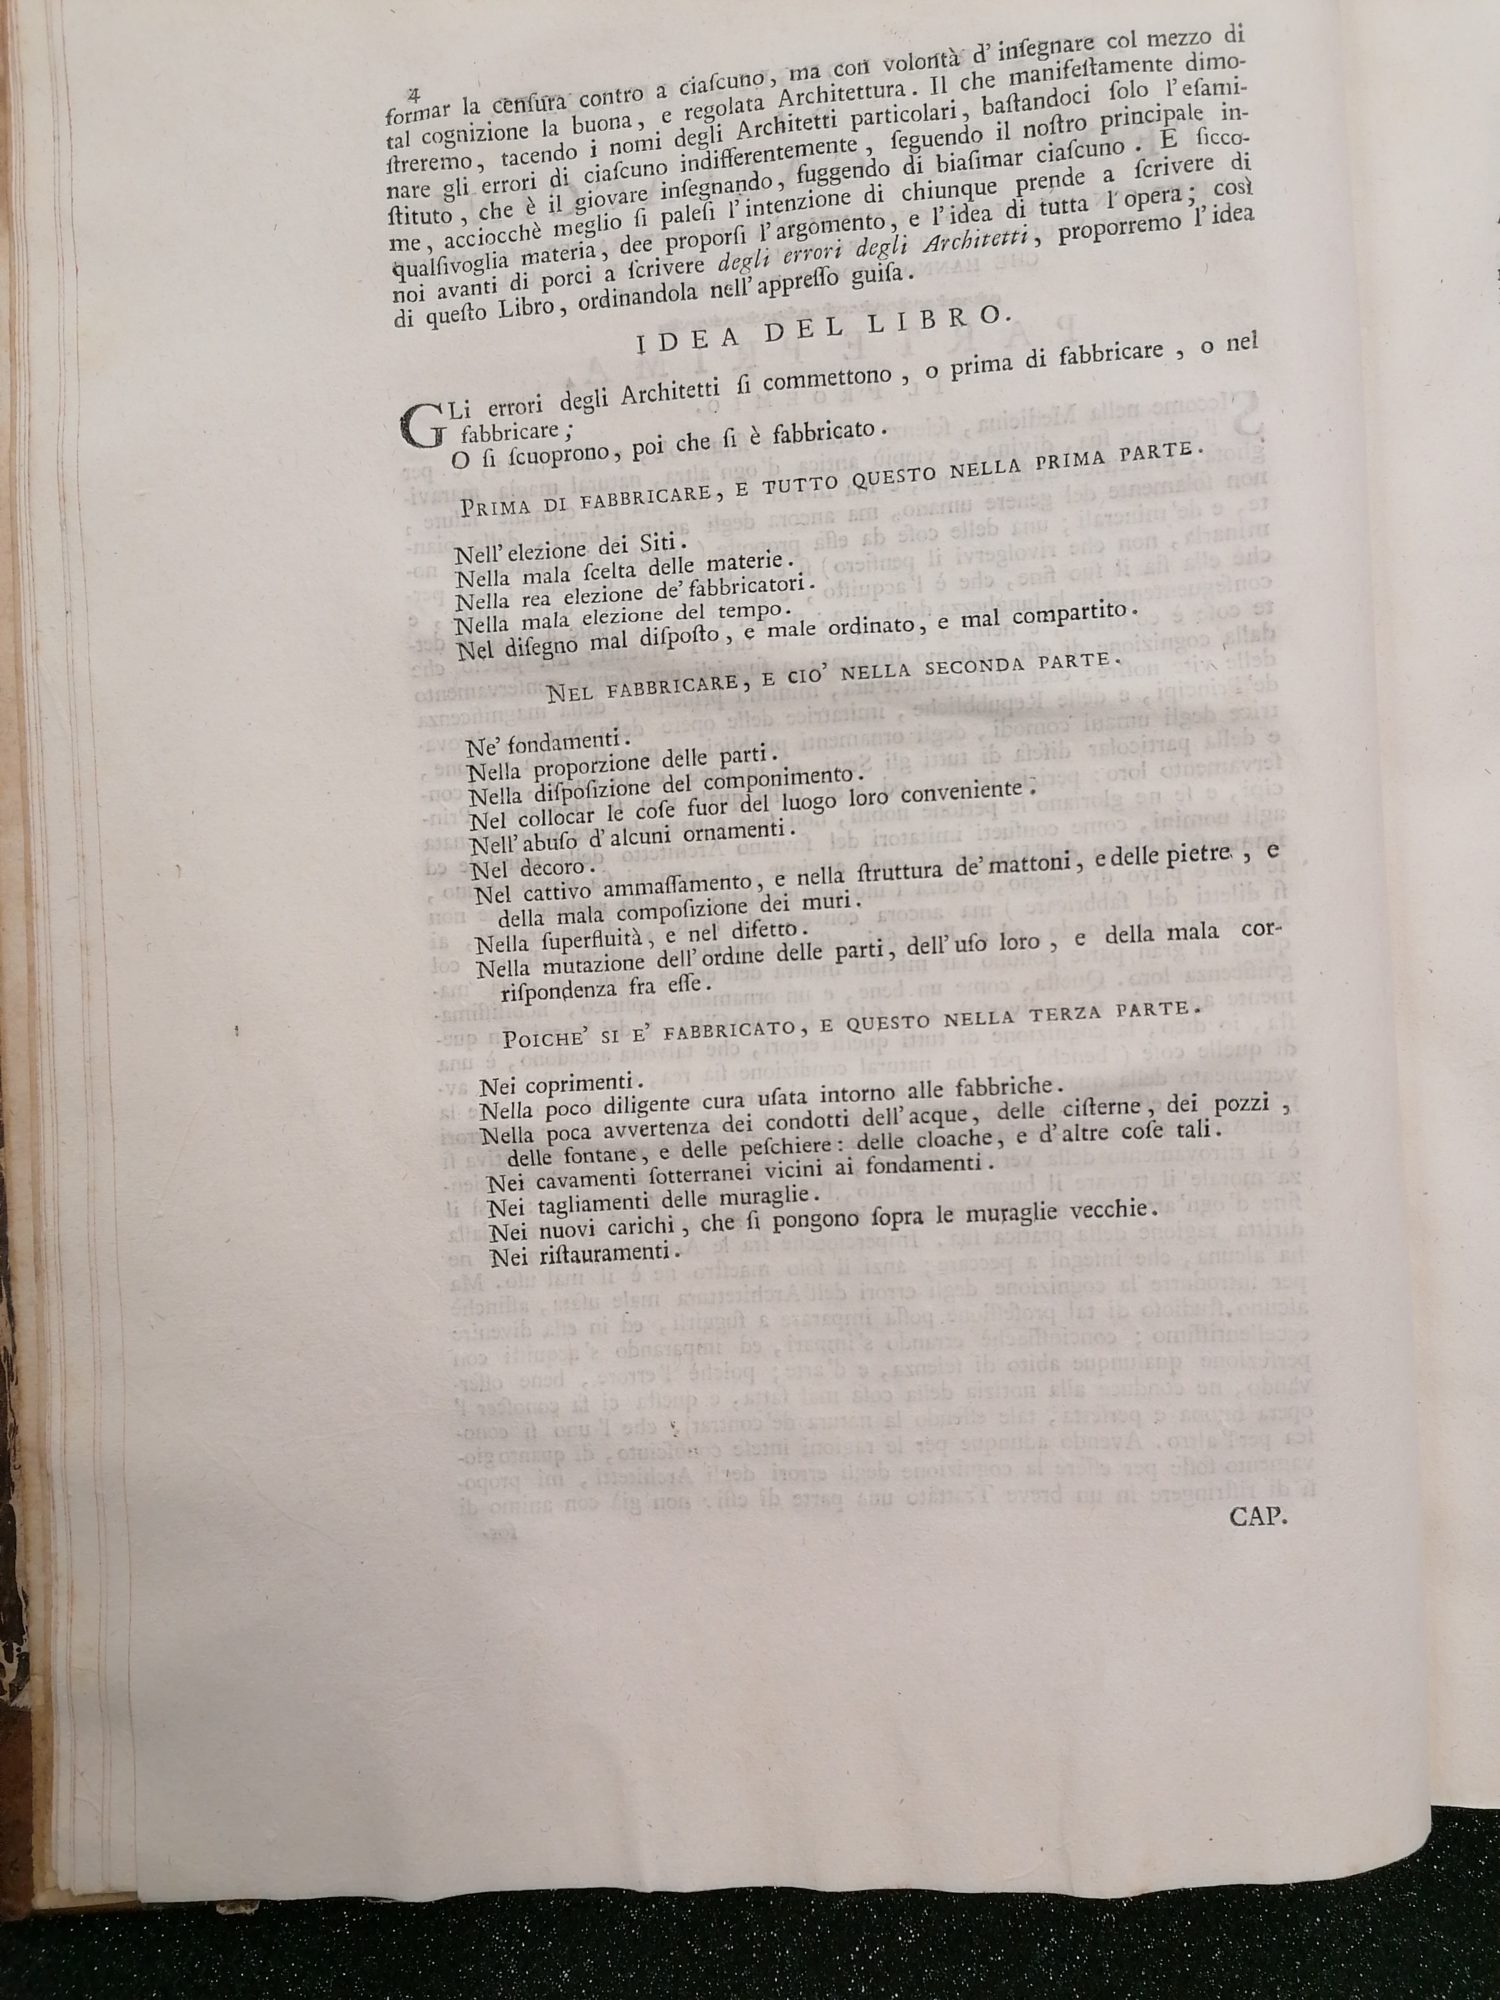 4
formar la cenſura contro a ciaſcuno, ma con volontà d'inſegnare col mezzo di
tal cognizione la buona, e regolata Architettura. Il che manifeſtamente dimo-
ſtreremo, tacendo i nomi degli Architetti particolari, baſtandoci ſolo l'eſami-
nare gli errori di ciaſcuno indifferentemente, ſeguendo il noſtro principale in-
ſtituto, che è il giovare inſegnando, fuggendo di biaſimar ciaſcuno. E ſicco-
me, acciocchè meglio ſi paleſi l'intenzione di chiunque prende a ſcrivere di
qualſivoglia materia, dee proporſi l'argomento, e l'idea di tutta l'opera; così
noi avanti di porci a ſcrivere degli errori degli Architetti, proporremo l'idea
di queſto Libro, ordinandola nell'appreſſo guiſa.
IDEA DEL LIBRO.
GLi errori degli Architetti ſi commettono, o prima di fabbricare, o nel
fabbricare;
O ſi ſcuoprono, poi che ſi è fabbricato.
PRIMA DI FABBRICARE, E TUTTO QUESTO NELLA PRIMA PARTE.
Nell'elezione dei Siti.
Nella mala ſcelta delle materie.
Nella rea elezione de'fabbricatori.
Nella mala elezione del tempo.
Nel diſegno mal diſpoſto, e male ordinato, e mal compartito.
NEL FABBRICARE, E CIO' NELLA SECONDA PARTE.
Ne'fondamenti.
Nella proporzione delle parti.
Nella diſpoſizione del componimento.
Nel collocar le coſe fuor del luogo loro conveniente.
Nell'abuſo d'alcuni ornamenti.
Nel decoro.
Nel cattivo ammaſſamento, e nella ſtruttura de'mattoni, e delle pietre, e
della mala compoſizione dei muri.
Nella ſuperfluità, e nel difetto.
Nella mutazione dell'ordine delle parti, dell'uſo loro, e della mala cor-
riſpondenza fra eſſe.
POICHE' SI E' FABBRICATO, E QUESTO NELLA TERZA PARTE.
Nei coprimenti.
Nella poco diligente cura uſata intorno alle fabbriche.
Nella poca avvertenza dei condotti dell'acque, delle ciſterne, dei pozzi,
delle fontane, e delle peſchiere: delle cloache, e d'altre coſe tali.
Nei cavamenti ſotterranei vicini ai fondamenti.
Nei tagliamenti delle muraglie.
Nei nuovi carichi, che ſi pongono ſopra le muraglie vecchie.
Nei riſtauramenti.
CAP.